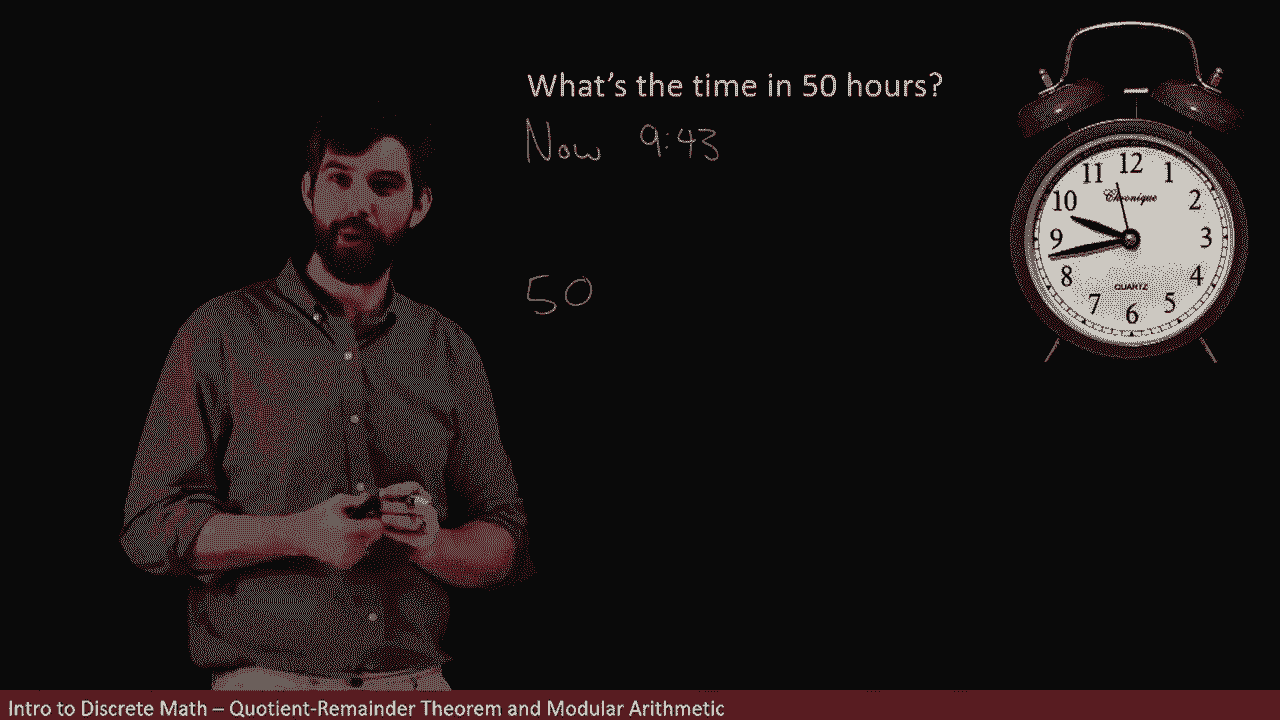 What's the time in 50 hours?
Now 9:43
50
12
11
1
10
Chronique
2
9
3
8
QUARTZ
4
7
5
6
Intro to Discrete Math – Quotient-Remainder Theorem and Modular Arithmetic